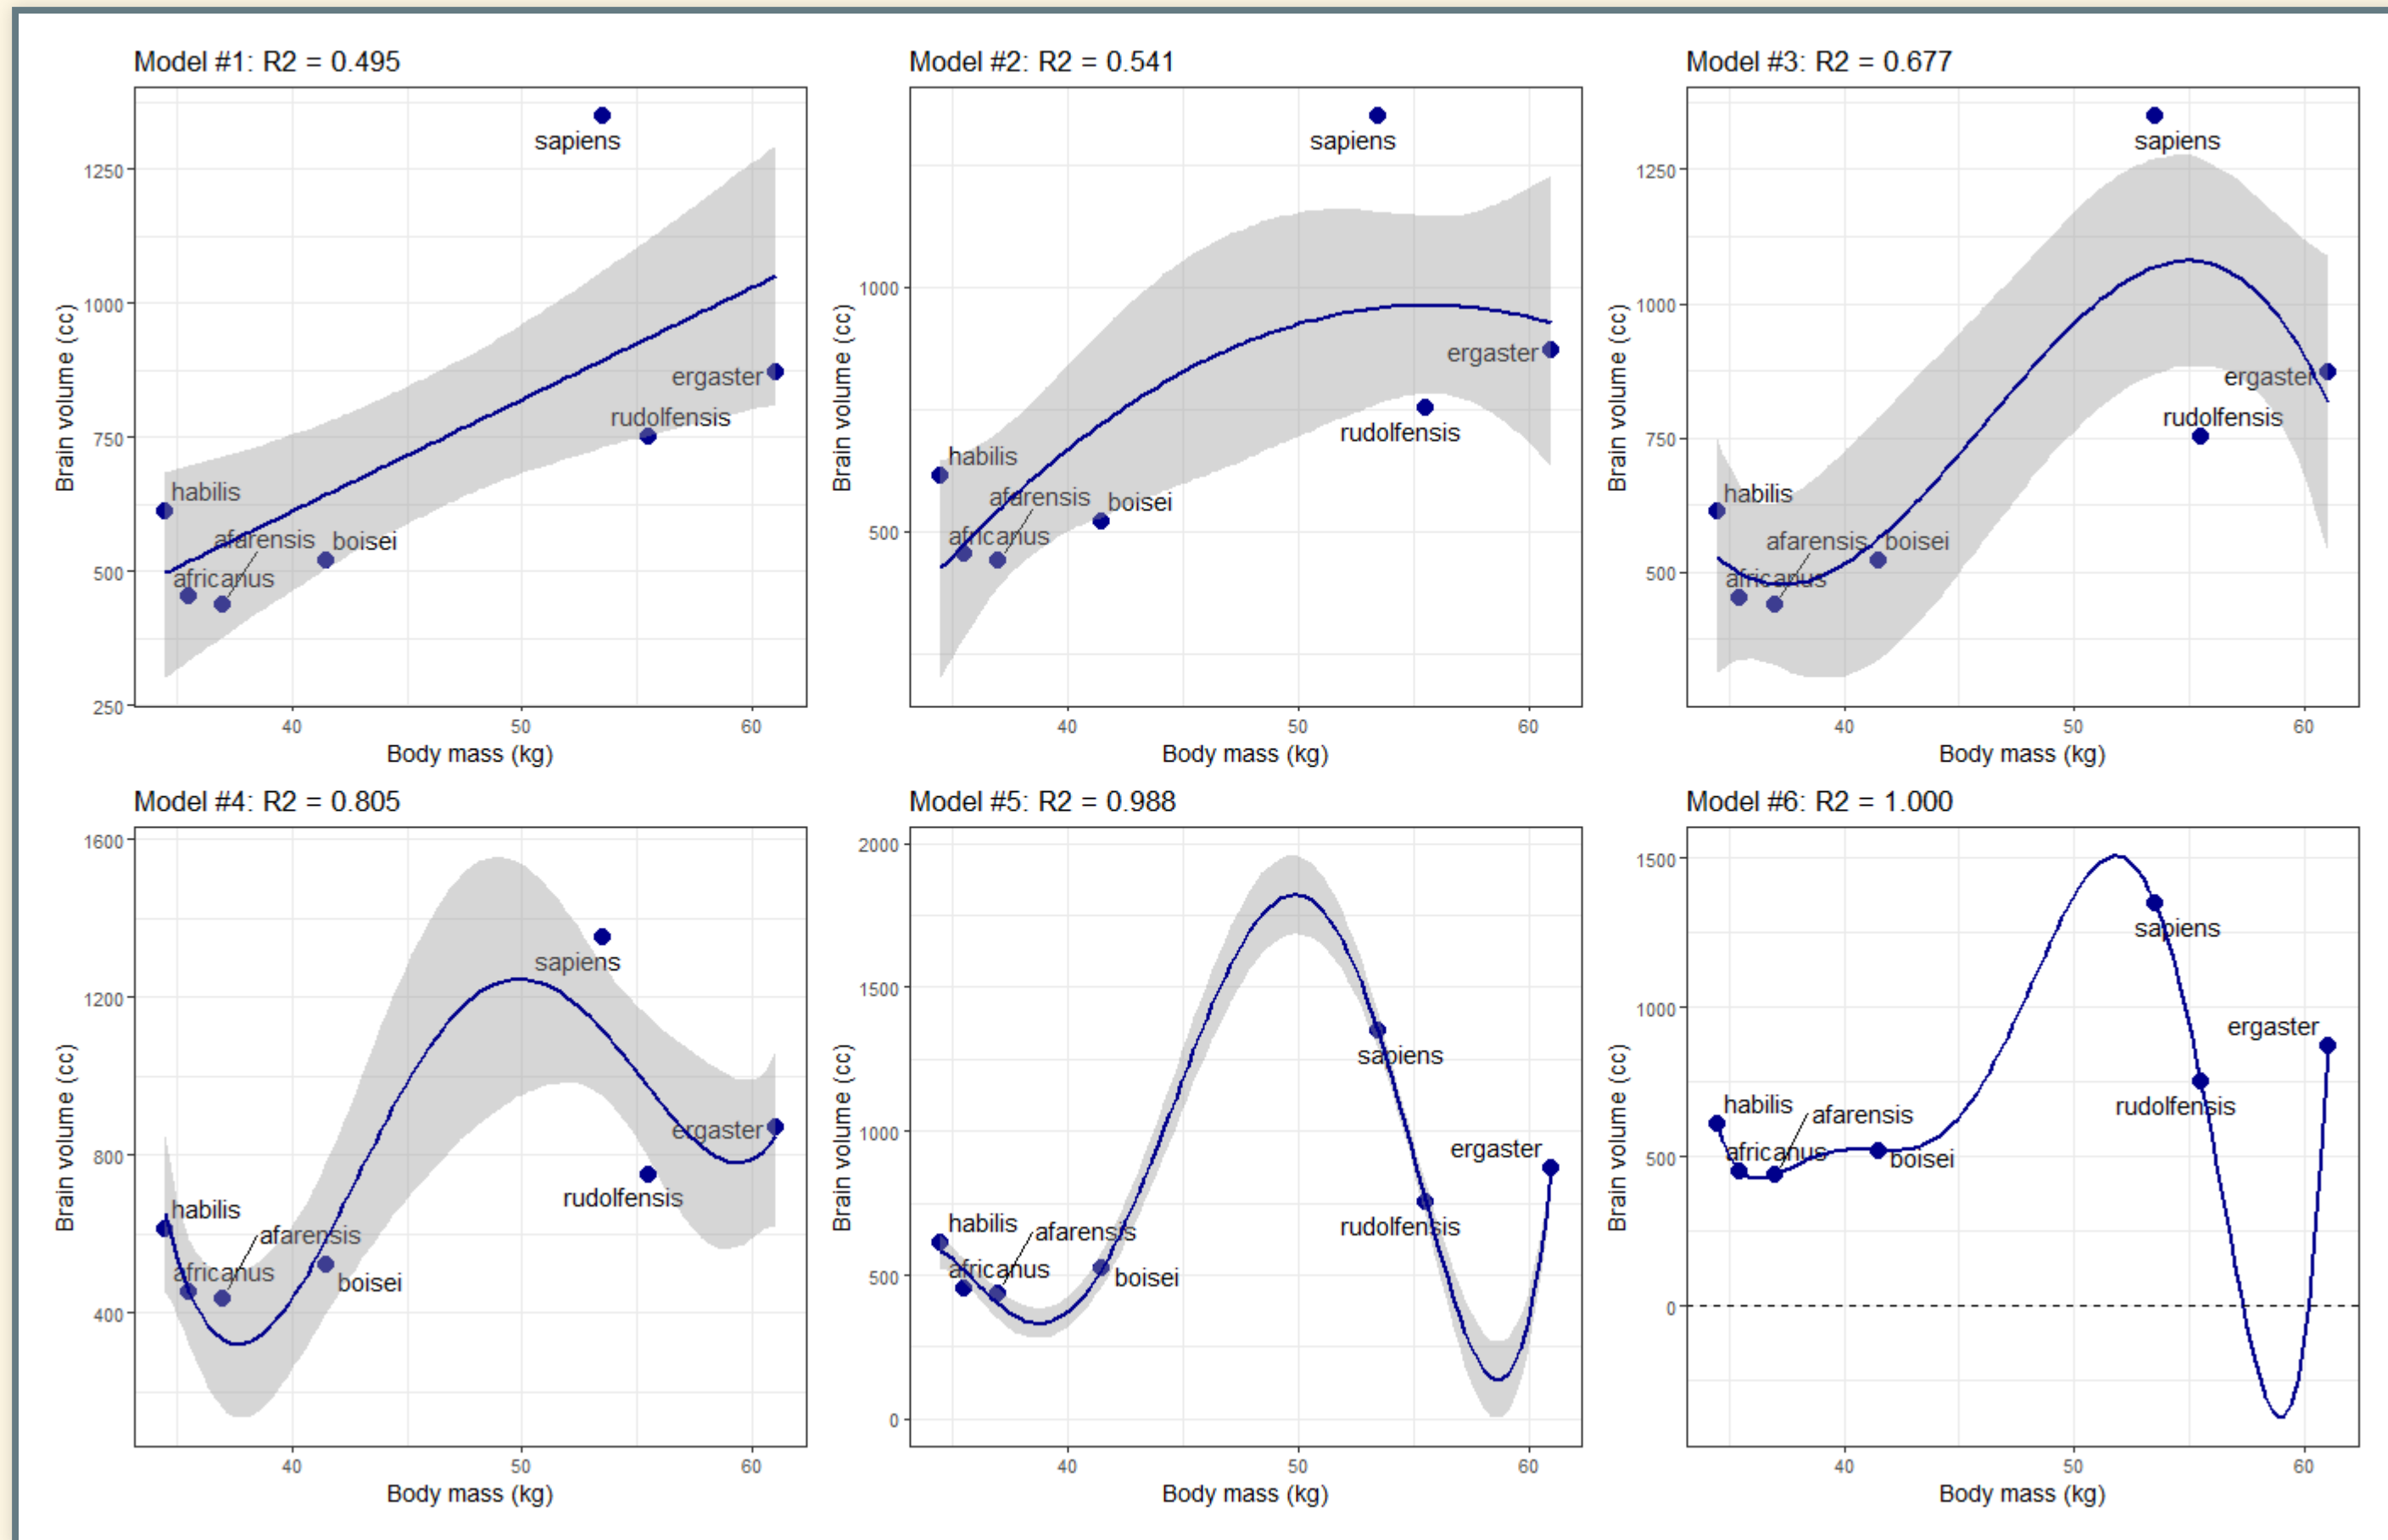 Model #1: R2 = 0.495
Brain volume (cc)
1250
1000
750
500
250
sapiens
ergaster
rudolfensis
habilis
afarensis
boisei
africanus
40
50
60
Body mass (kg)
Model #2: R2 = 0.541
Brain volume (cc)
1000
500
sapiens
ergaster
rudolfensis
habilis
afarensis
boisei
africanus
40
50
60
Body mass (kg)
Model #3: R2 = 0.677
Brain volume (cc)
1250
1000
750
500
sapiens
ergaster
rudolfensis
habilis
afarensis
boisei
africanus
40
50
60
Body mass (kg)
Model #4: R2 = 0.805
Brain volume (cc)
1600
1200
800
400
sapiens
ergaster
rudolfensis
habilis
afarensis
africanus
boisei
40
50
60
Body mass (kg)
Model #5: R2 = 0.988
Brain volume (cc)
2000
1500
1000
500
0
sapiens
ergaster
rudolfensis
habilis
afarensis
africanus
boisei
40
50
60
Body mass (kg)
Model #6: R2 = 1.000
Brain volume (cc)
1500
1000
500
0
sapiens
ergaster
rudolfensis
habilis
afarensis
africanus
boisei
40
50
60
Body mass (kg)